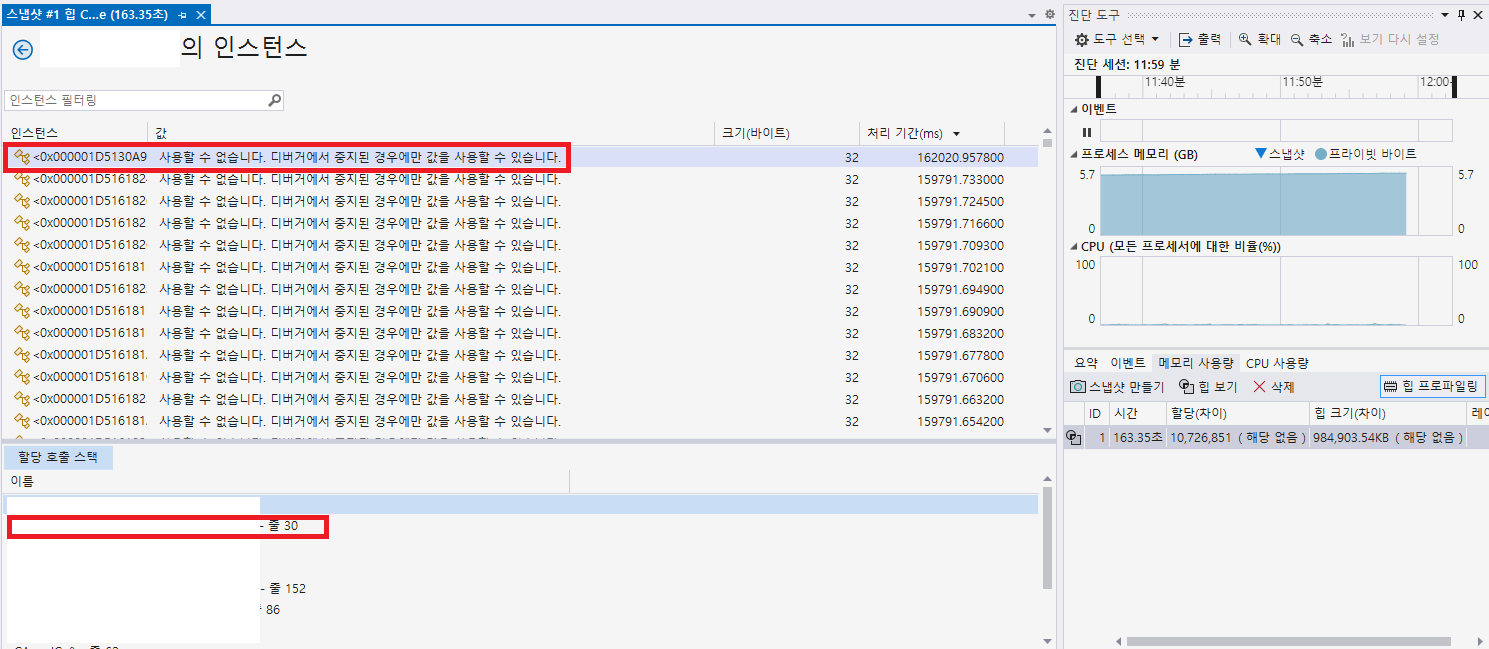 스냅샷 #1 힙 C...e (163.35초)
의 인스턴스
인스턴스 필터링
인스턴스 값 크기(바이트) 처리 기간(ms)
<0x000001D5130A9 사용할 수 없습니다. 디버거에서 중지된 경우에만 값을 사용할 수 있습니다. 32 162020.957800
<0x000001D516182 사용할 수 없습니다. 디버거에서 중지된 경우에만 값을 사용할 수 있습니다. 32 159791.733000
<0x000001D516182 사용할 수 없습니다. 디버거에서 중지된 경우에만 값을 사용할 수 있습니다. 32 159791.724500
<0x000001D516182 사용할 수 없습니다. 디버거에서 중지된 경우에만 값을 사용할 수 있습니다. 32 159791.716600
<0x000001D516182 사용할 수 없습니다. 디버거에서 중지된 경우에만 값을 사용할 수 있습니다. 32 159791.709300
<0x000001D516181 사용할 수 없습니다. 디버거에서 중지된 경우에만 값을 사용할 수 있습니다. 32 159791.702100
<0x000001D516182 사용할 수 없습니다. 디버거에서 중지된 경우에만 값을 사용할 수 있습니다. 32 159791.694900
<0x000001D516181 사용할 수 없습니다. 디버거에서 중지된 경우에만 값을 사용할 수 있습니다. 32 159791.690900
<0x000001D516181 사용할 수 없습니다. 디버거에서 중지된 경우에만 값을 사용할 수 있습니다. 32 159791.683200
<0x000001D516181 사용할 수 없습니다. 디버거에서 중지된 경우에만 값을 사용할 수 있습니다. 32 159791.677800
<0x000001D516181 사용할 수 없습니다. 디버거에서 중지된 경우에만 값을 사용할 수 있습니다. 32 159791.670600
<0x000001D516182 사용할 수 없습니다. 디버거에서 중지된 경우에만 값을 사용할 수 있습니다. 32 159791.663200
<0x000001D516181 사용할 수 없습니다. 디버거에서 중지된 경우에만 값을 사용할 수 있습니다. 32 159791.654200
할당 호출 스택
이름
- 줄 30
- 줄 152
86
진단 도구
도구 선택 출력 확대 축소 보기 다시 설정
진단 세션: 11:59 분
11:40분 11:50분 12:00
이벤트
프로세스 메모리 (GB) 스냅샷 프라이빗 바이트
5.7 5.7
0 0
CPU (모든 프로세서에 대한 비율(%))
100 100
0 0
요약 이벤트 메모리 사용량 CPU 사용량
스냅샷 만들기 힙 보기 삭제 힙 프로파일링
ID 시간 할당(차이) 힙 크기(차이) 레이
1 163.35초 10,726,851 ( 해당 없음 ) 984,903.54KB ( 해당 없음 )